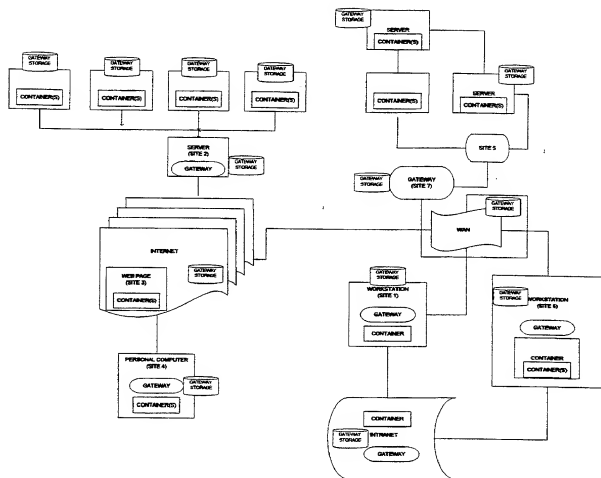 GATEWAY
STORAGE
CONTAINER(S)
GATEWAY
STORAGE
CONTAINER(S)
GATEWAY
STORAGE
CONTAINER(S)
GATEWAY
STORAGE
CONTAINER(S)
SERVER
(SITE 2)
GATEWAY
GATEWAY
STORAGE
INTERNET
WEB PAGE
(SITE 3)
CONTAINER(S)
GATEWAY
STORAGE
PERSONAL COMPUTER
(SITE 4)
GATEWAY
GATEWAY
STORAGE
CONTAINER(S)
GATEWAY
STORAGE
SERVER
CONTAINER(S)
GATEWAY
STORAGE
CONTAINER(S)
GATEWAY
STORAGE
SERVER
CONTAINER(S)
SITE 5
GATEWAY
STORAGE
GATEWAY
(SITE 7)
GATEWAY
STORAGE
WAN
GATEWAY
STORAGE
WORKSTATION
(SITE 1)
GATEWAY
CONTAINER
GATEWAY
STORAGE
WORKSTATION
(SITE 6)
GATEWAY
CONTAINER
CONTAINER(S)
CONTAINER
GATEWAY
STORAGE
INTRANET
GATEWAY